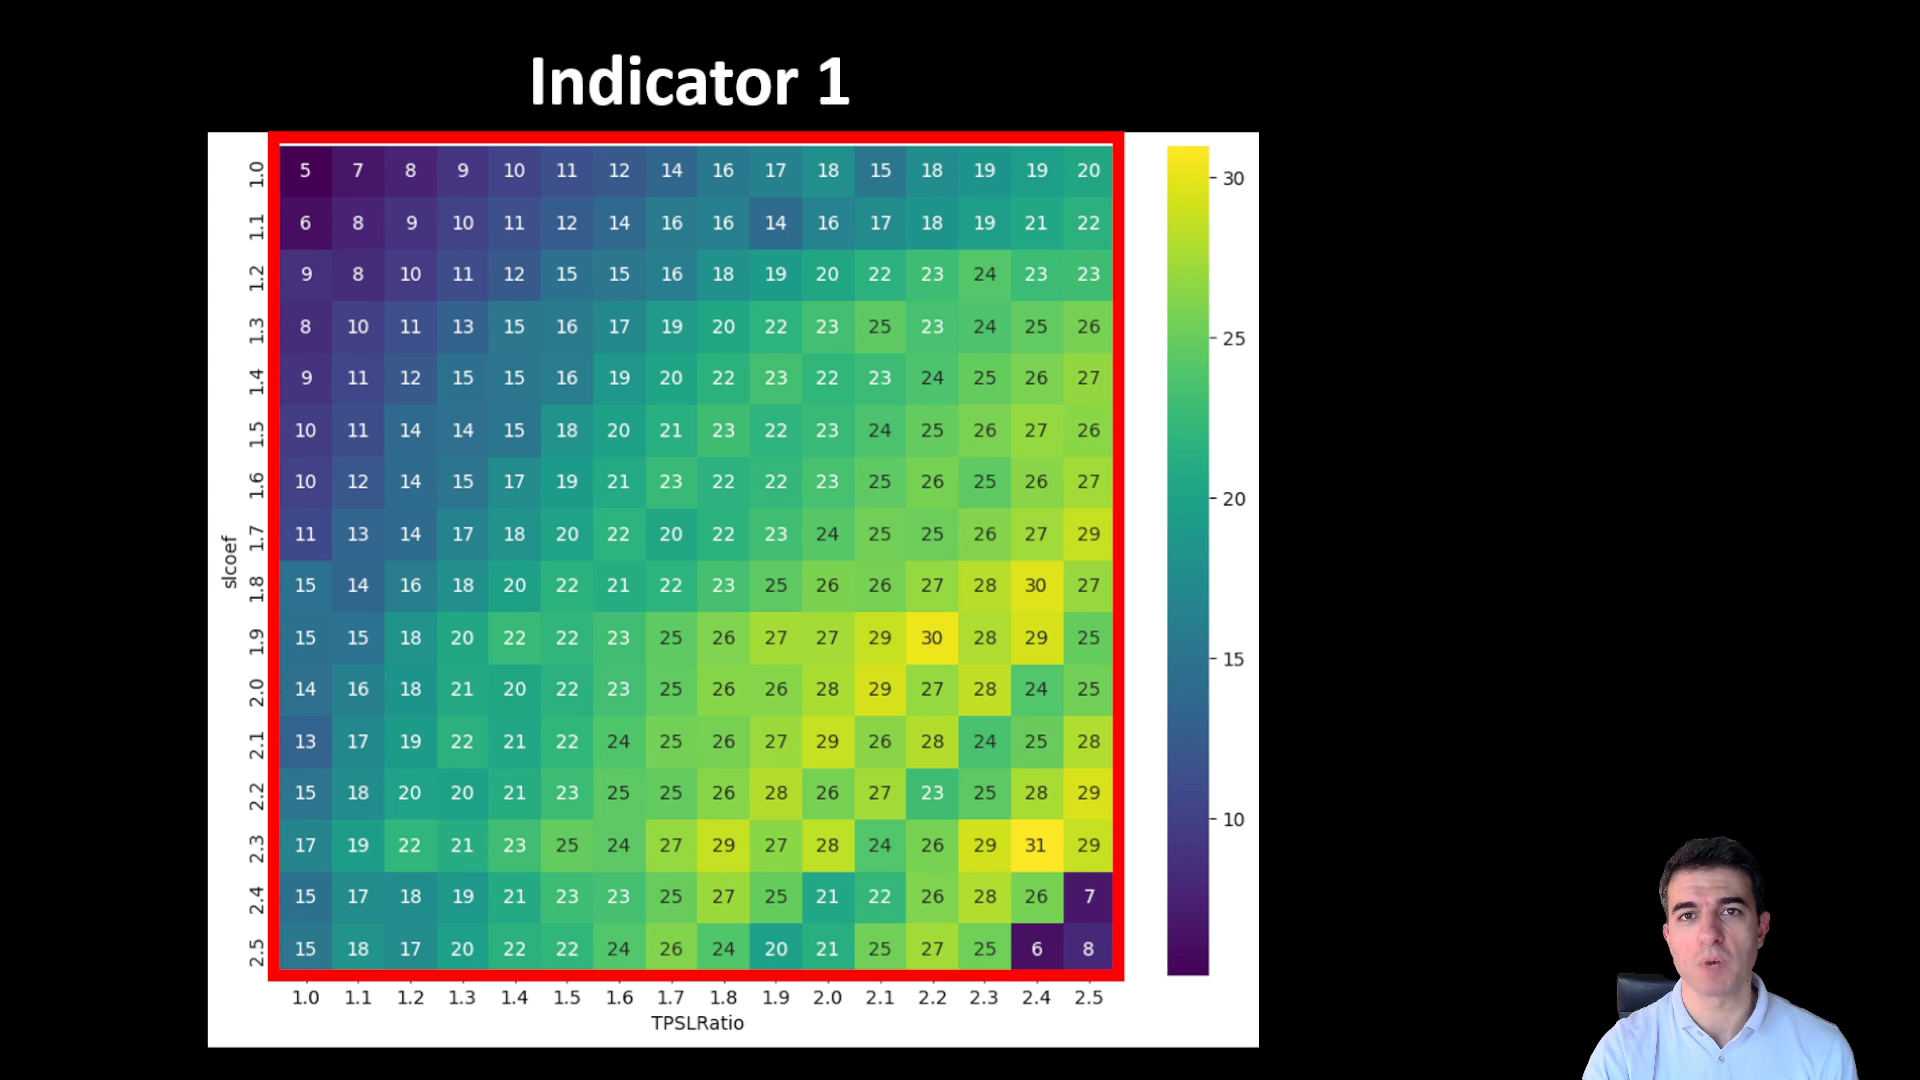 Indicator 1
1.0 5 7 8 9 10 11 12 14 16 17 18 15 18 19 19 20
1.1 6 8 9 10 11 12 14 16 16 14 16 17 18 19 21 22
1.2 9 8 10 11 12 15 15 16 18 19 20 22 23 24 23 23
1.3 8 10 11 13 15 16 17 19 20 22 23 25 23 24 25 26
1.4 9 11 12 15 15 16 19 20 22 23 22 23 24 25 26 27
1.5 10 11 14 14 15 18 20 21 23 22 23 24 25 26 27 26
1.6 10 12 14 15 17 19 21 23 22 22 23 25 26 25 26 27
1.7 11 13 14 17 18 20 22 20 22 23 24 25 25 26 27 29
1.8 15 14 16 18 20 22 21 22 23 25 26 26 27 28 30 27
1.9 15 15 18 20 22 22 23 25 26 27 27 29 30 28 29 25
2.0 14 16 18 21 20 22 23 25 26 26 28 29 27 28 24 25
2.1 13 17 19 22 21 22 24 25 26 27 29 26 28 24 25 28
2.2 15 18 20 20 21 23 25 25 26 28 26 27 23 25 28 29
2.3 17 19 22 21 23 25 24 27 29 27 28 24 26 29 31 29
2.4 15 17 18 19 21 23 23 25 27 25 21 22 26 28 26 7
2.5 15 18 17 20 22 22 24 26 24 20 21 25 27 25 6 8
1.0 1.1 1.2 1.3 1.4 1.5 1.6 1.7 1.8 1.9 2.0 2.1 2.2 2.3 2.4 2.5
TPSLRatio
slcoef
30
25
20
15
10